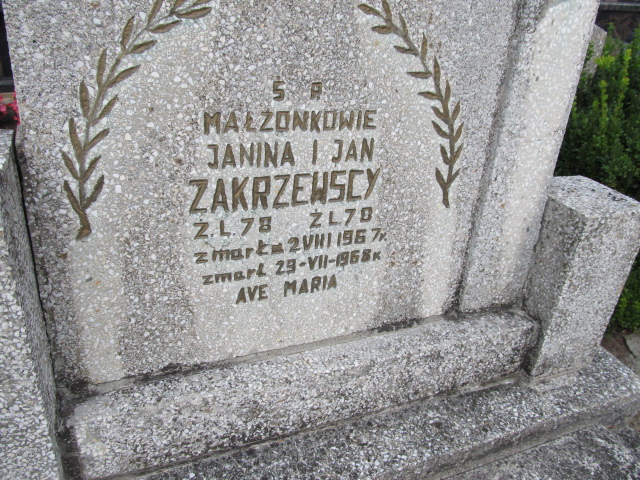 Ś P
MAŁŻONKOWIE
JANINA I JAN
ZAKRZEWSCY
Ż.L.78 Ż.L.70
zmarła 2 VIII 1967 r.
zmarł 29-VII-1968 r.
AVE MARIA